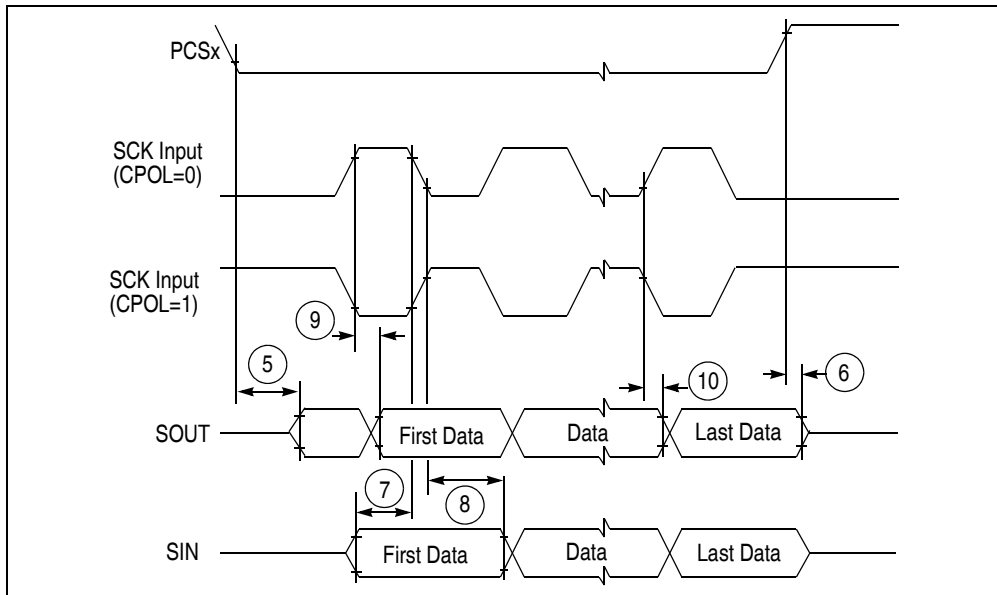 PCSx
SCK Input
(CPOL=0)
SCK Input
(CPOL=1)
9
5
10
6
SOUT
First Data
Data
Last Data
7
8
SIN
First Data
Data
Last Data